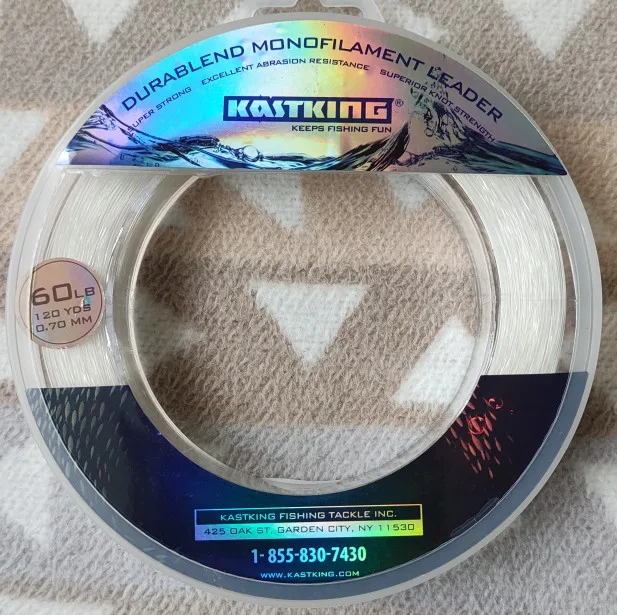 DURABLEND MONOFILAMENT LEADER
SUPER STRONG EXCELLENT ABRASION RESISTANCE SUPERIOR KNOT STRENGTH
KASTKING®
KEEPS FISHING FUN
60LB
120 YDS
0.70 MM
KASTKING FISHING TACKLE INC.
425 OAK ST. GARDEN CITY, NY 11530
1-855-830-7430
WWW.KASTKING.COM